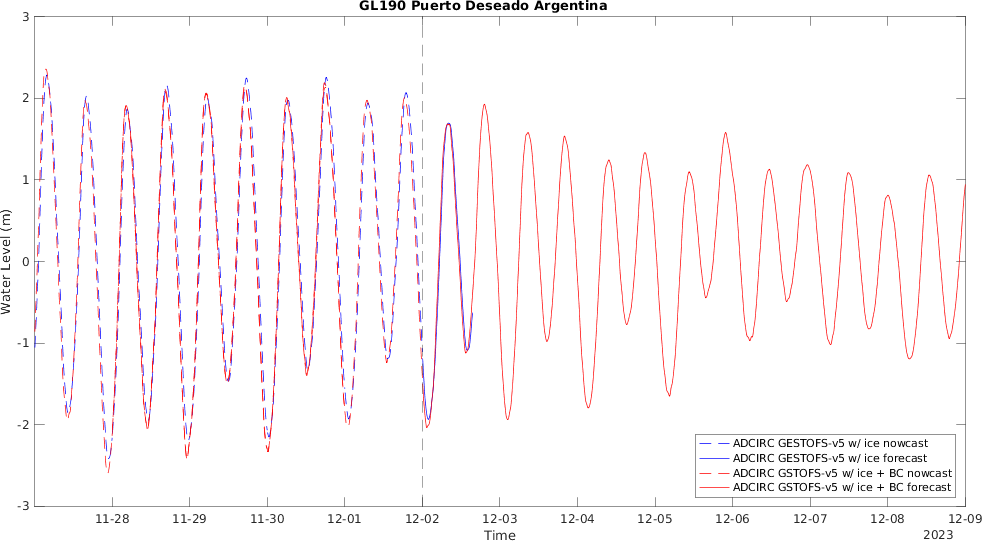 GL190 Puerto Deseado Argentina
3
2
1
0
-1
-2
-3
Water Level (m)
ADCIRC GESTOFS-v5 w/ ice nowcast
ADCIRC GESTOFS-v5 w/ ice forecast
ADCIRC GSTOFS-v5 w/ ice + BC nowcast
ADCIRC GSTOFS-v5 w/ ice + BC forecast
11-28 11-29 11-30 12-01 12-02 12-03 12-04 12-05 12-06 12-07 12-08 12-09
Time
2023